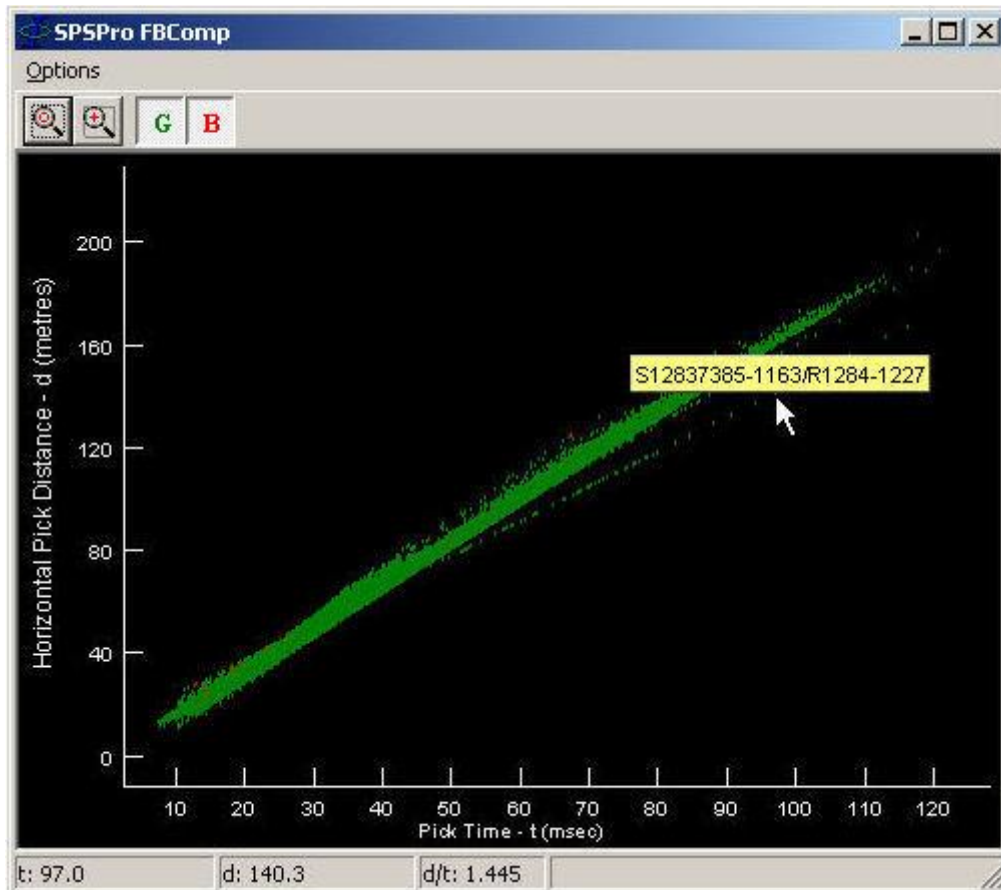 SPSPro FBComp
Options
G B
Horizontal Pick Distance - d (metres)
200
160
120
80
40
0
S12837385-1163/R1284-1227
10 20 30 40 50 60 70 80 90 100 110 120
Pick Time - t (msec)
t: 97.0 d: 140.3 d/t: 1.445